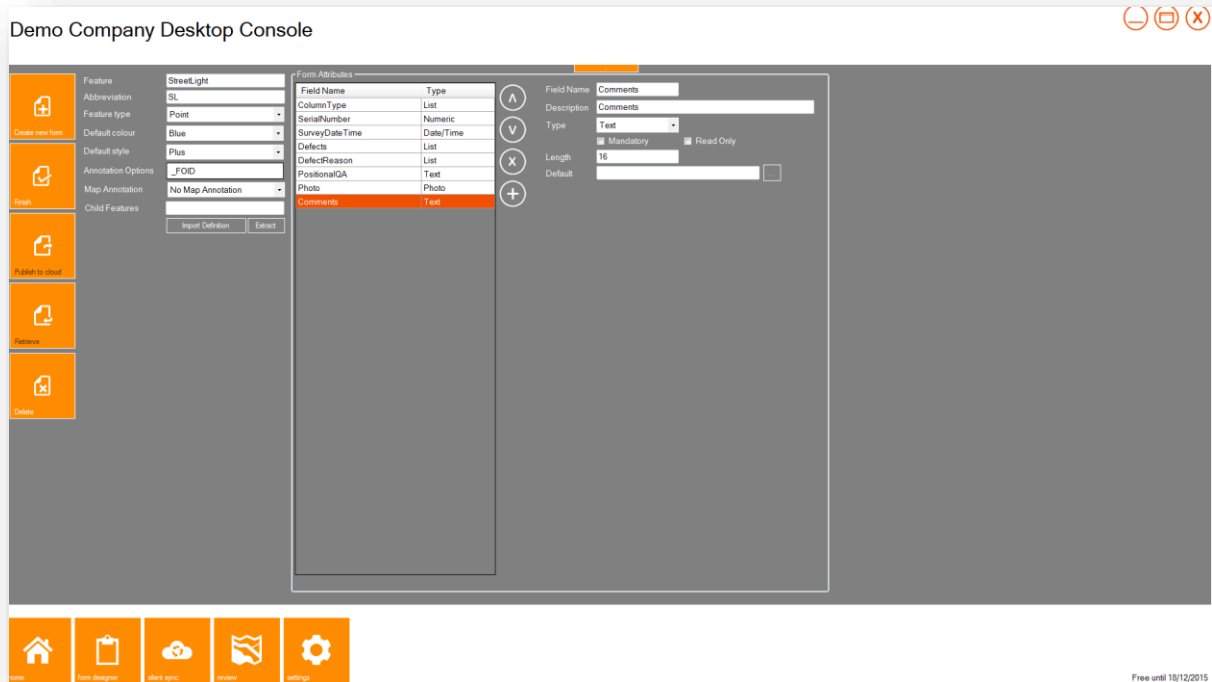 Demo Company Desktop Console
Create new form
Finish
Publish to cloud
Retrieve
Delete
Feature StreetLight
Abbreviation SL
Feature type Point
Default colour Blue
Default style Plus
Annotation Options _FOID
Map Annotation No Map Annotation
Child Features
Import Definition Extract
Form Attributes
Field Name Type
ColumnType List
SerialNumber Numeric
SurveyDateTime Date/Time
Defects List
DefectReason List
PositionalQA Text
Photo Photo
Comments Text
Field Name Comments
Description Comments
Type Text
Mandatory Read Only
Length 16
Default
home form designer silent sync review settings
Free until 18/12/2015